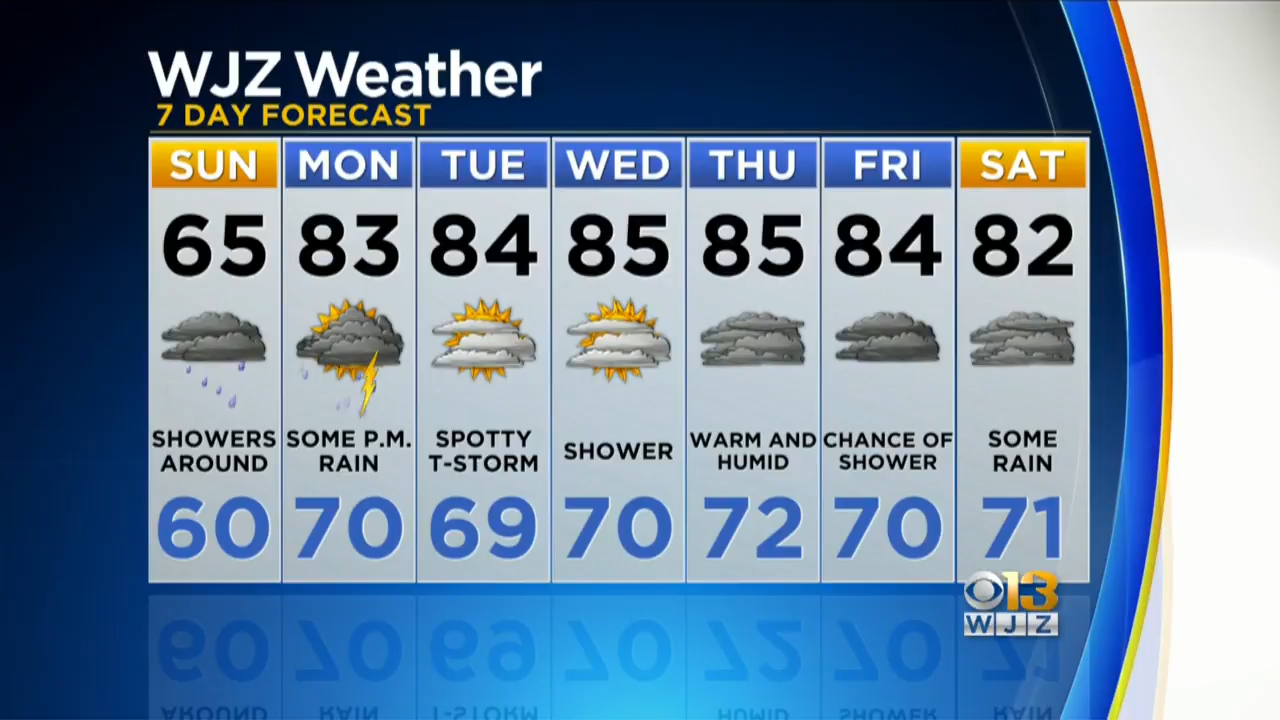 WJZ Weather
7 DAY FORECAST
SUN MON TUE WED THU FRI SAT
65 83 84 85 85 84 82
SHOWERS AROUND
SOME P.M. RAIN
SPOTTY T-STORM
SHOWER
WARM AND HUMID
CHANCE OF SHOWER
SOME RAIN
60 70 69 70 72 70 71
13
WJZ